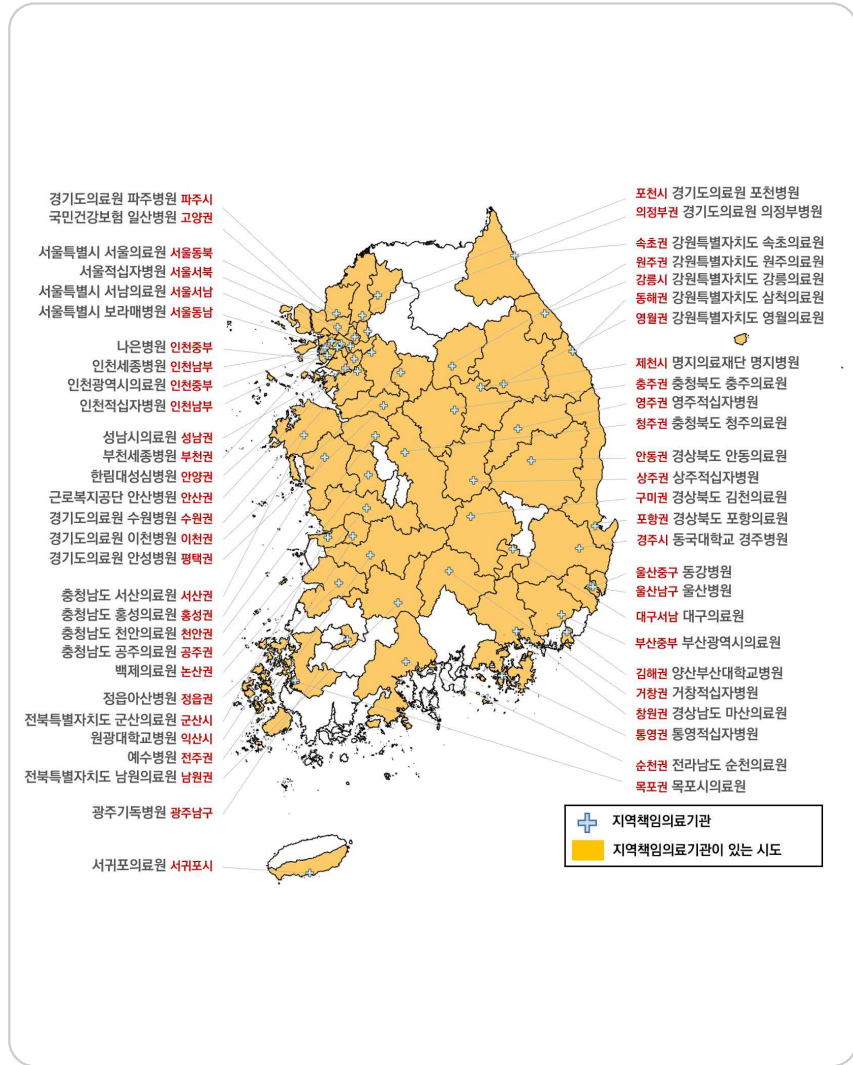 경기도의료원 파주병원 파주시
국민건강보험 일산병원 고양권
서울특별시 서울의료원 서울동북
서울적십자병원 서울서북
서울특별시 서남의료원 서울서남
서울특별시 보라매병원 서울동남
나은병원 인천중부
인천세종병원 인천남부
인천광역시의료원 인천중부
인천적십자병원 인천남부
성남시의료원 성남권
부천세종병원 부천권
한림대성심병원 안양권
근로복지공단 안산병원 안산권
경기도의료원 수원병원 수원권
경기도의료원 이천병원 이천권
경기도의료원 안성병원 평택권
충청남도 서산의료원 서산권
충청남도 홍성의료원 홍성권
충청남도 천안의료원 천안권
충청남도 공주의료원 공주권
백제병원 논산권
정읍아산병원 정읍권
전북특별자치도 군산의료원 군산시
원광대학교병원 익산시
예수병원 전주권
전북특별자치도 남원의료원 남원권
광주기독병원 광주남구
서귀포의료원 서귀포시
포천시 경기도의료원 포천병원
의정부권 경기도의료원 의정부병원
속초권 강원특별자치도 속초의료원
원주권 강원특별자치도 원주의료원
강릉시 강원특별자치도 강릉의료원
동해권 강원특별자치도 삼척의료원
영월권 강원특별자치도 영월의료원
제천시 명지의료재단 명지병원
충주권 충청북도 충주의료원
영주권 영주적십자병원
청주권 충청북도 청주의료원
안동권 경상북도 안동의료원
상주권 상주적십자병원
구미권 경상북도 김천의료원
포항권 경상북도 포항의료원
경주시 동국대학교 경주병원
울산중구 동강병원
울산남구 울산병원
대구서남 대구의료원
부산중부 부산광역시의료원
김해권 양산부산대학교병원
거창권 거창적십자병원
창원권 경상남도 마산의료원
통영권 통영적십자병원
순천권 전라남도 순천의료원
목포권 목포시의료원
지역책임의료기관
지역책임의료기관이 있는 시도